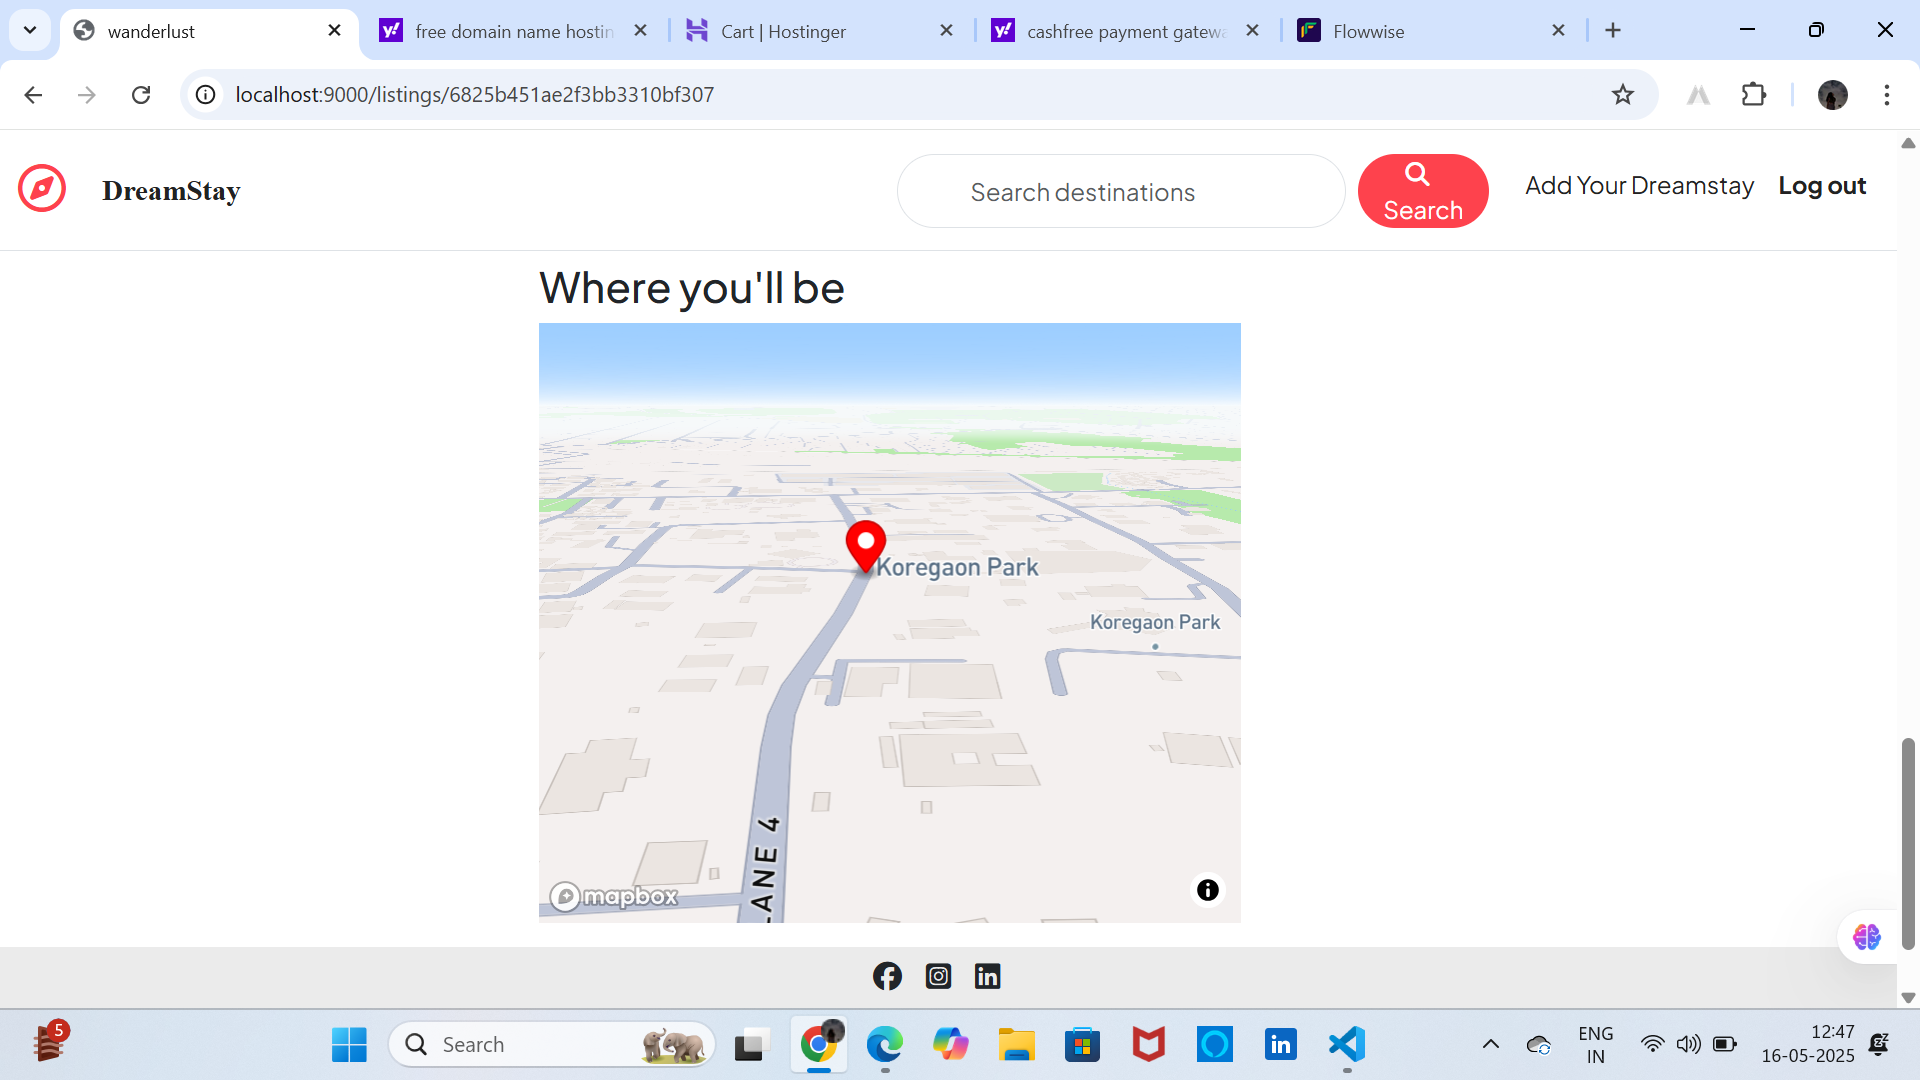 wanderlust
free domain name hostin
Cart | Hostinger
cashfree payment gatewa
Flowwise
localhost:9000/listings/6825b451ae2f3bb3310bf307
DreamStay
Search destinations
Search
Add Your Dreamstay
Log out
Where you'll be
Koregaon Park
Koregaon Park
LANE 4
mapbox
5
Search
ENG
IN
12:47
16-05-2025